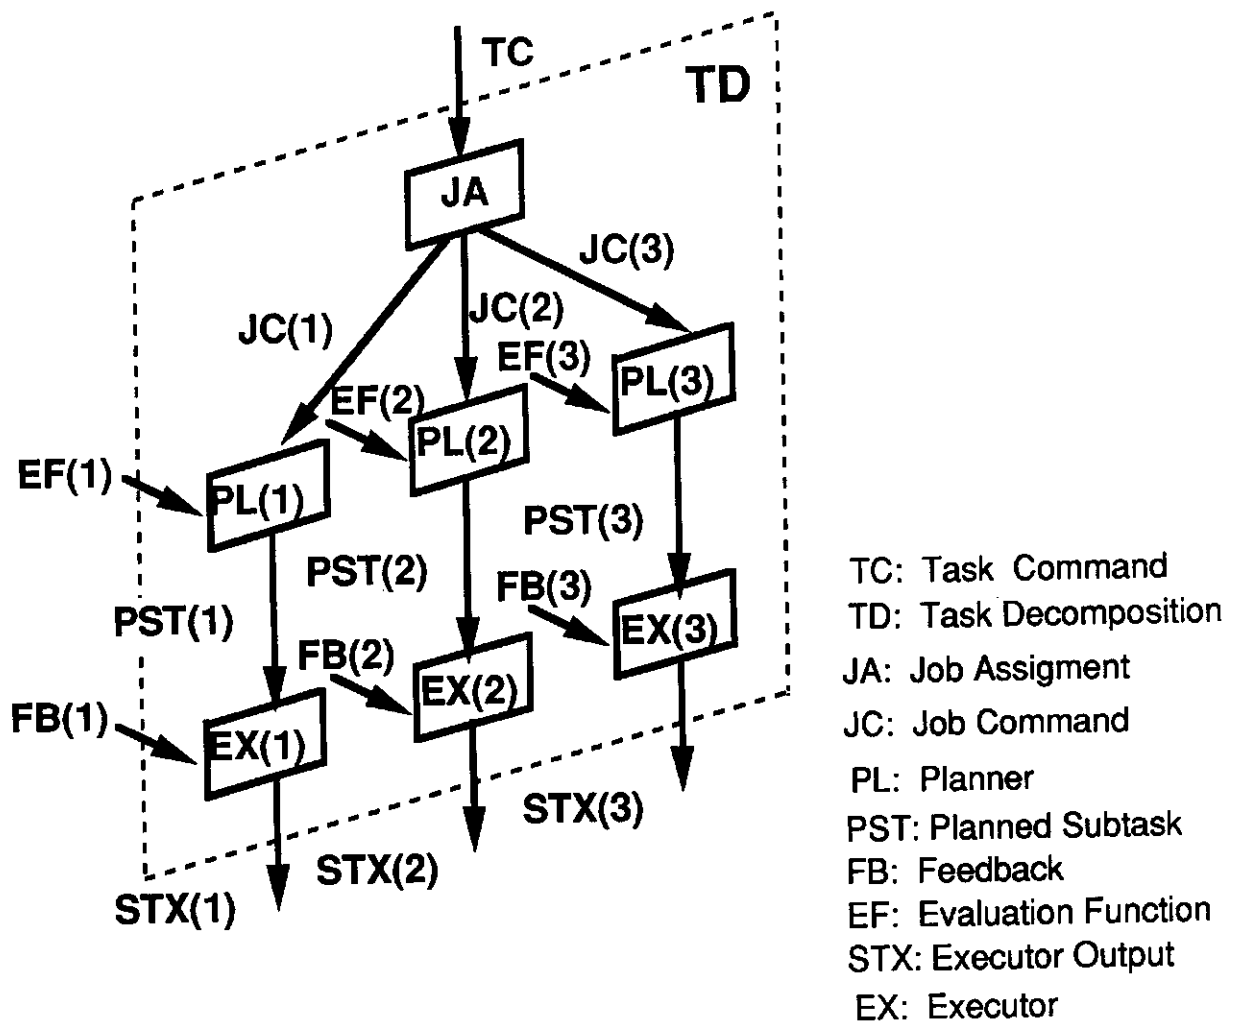 TC
TD
JA
JC(3)
JC(2)
JC(1)
EF(3)
PL(3)
EF(2)
PL(2)
EF(1)
PL(1)
PST(3)
PST(2)
PST(1)
FB(3)
EX(3)
FB(2)
EX(2)
FB(1)
EX(1)
STX(3)
STX(2)
STX(1)
TC: Task Command
TD: Task Decomposition
JA: Job Assigment
JC: Job Command
PL: Planner
PST: Planned Subtask
FB: Feedback
EF: Evaluation Function
STX: Executor Output
EX: Executor